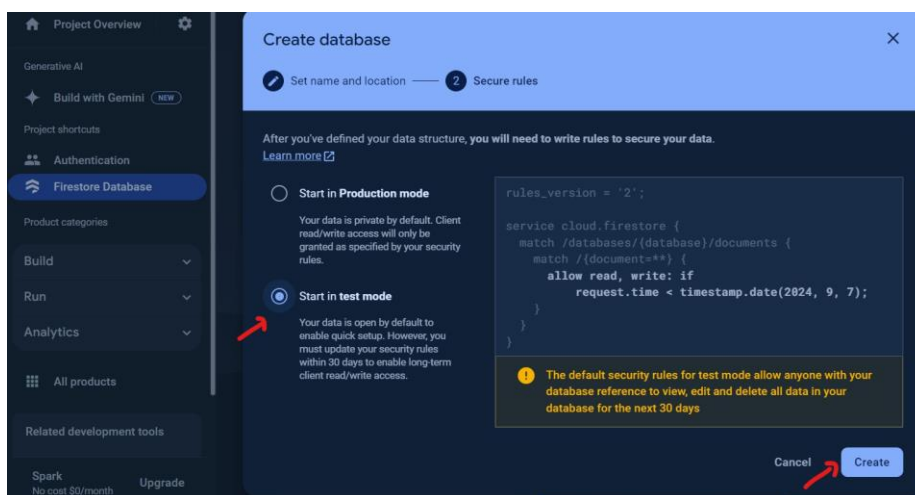 Project Overview
Generative AI
Build with Gemini NEW
Project shortcuts
Authentication
Firestore Database
Product categories
Build
Run
Analytics
All products
Related development tools
Spark
No cost $0/month
Upgrade
Create database
Set name and location
2 Secure rules
After you've defined your data structure, you will need to write rules to secure your data.
Learn more
Start in Production mode
Your data is private by default. Client
read/write access will only be
granted as specified by your security
rules.
Start in test mode
Your data is open by default to
enable quick setup. However, you
must update your security rules
within 30 days to enable long-term
client read/write access.
rules_version = '2';
service cloud.firestore {
match /databases/{database}/documents {
match /{document=**} {
allow read, write: if
request.time < timestamp.date(2024, 9, 7);
}
}
}
The default security rules for test mode allow anyone with your
database reference to view, edit and delete all data in your
database for the next 30 days
Cancel
Create